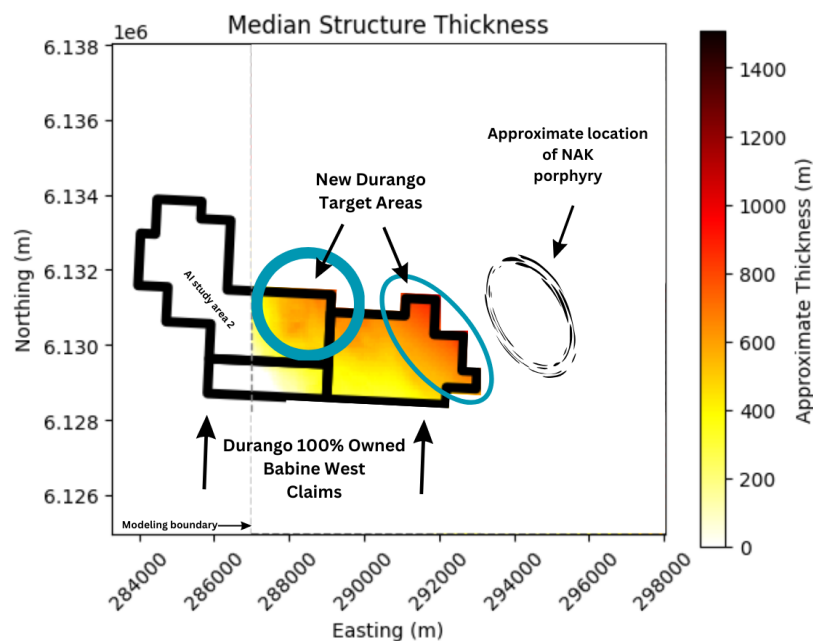 Median Structure Thickness
1e6
6.138
6.136
6.134
6.132
6.130
6.128
6.126
Northing (m)
New Durango
Target Areas
Approximate location
of NAK
porphyry
AI study area 2
Durango 100% Owned
Babine West
Claims
Modeling boundary
284000
286000
288000
290000
292000
294000
296000
298000
Easting (m)
1400
1200
1000
800
600
400
200
0
Approximate Thickness (m)